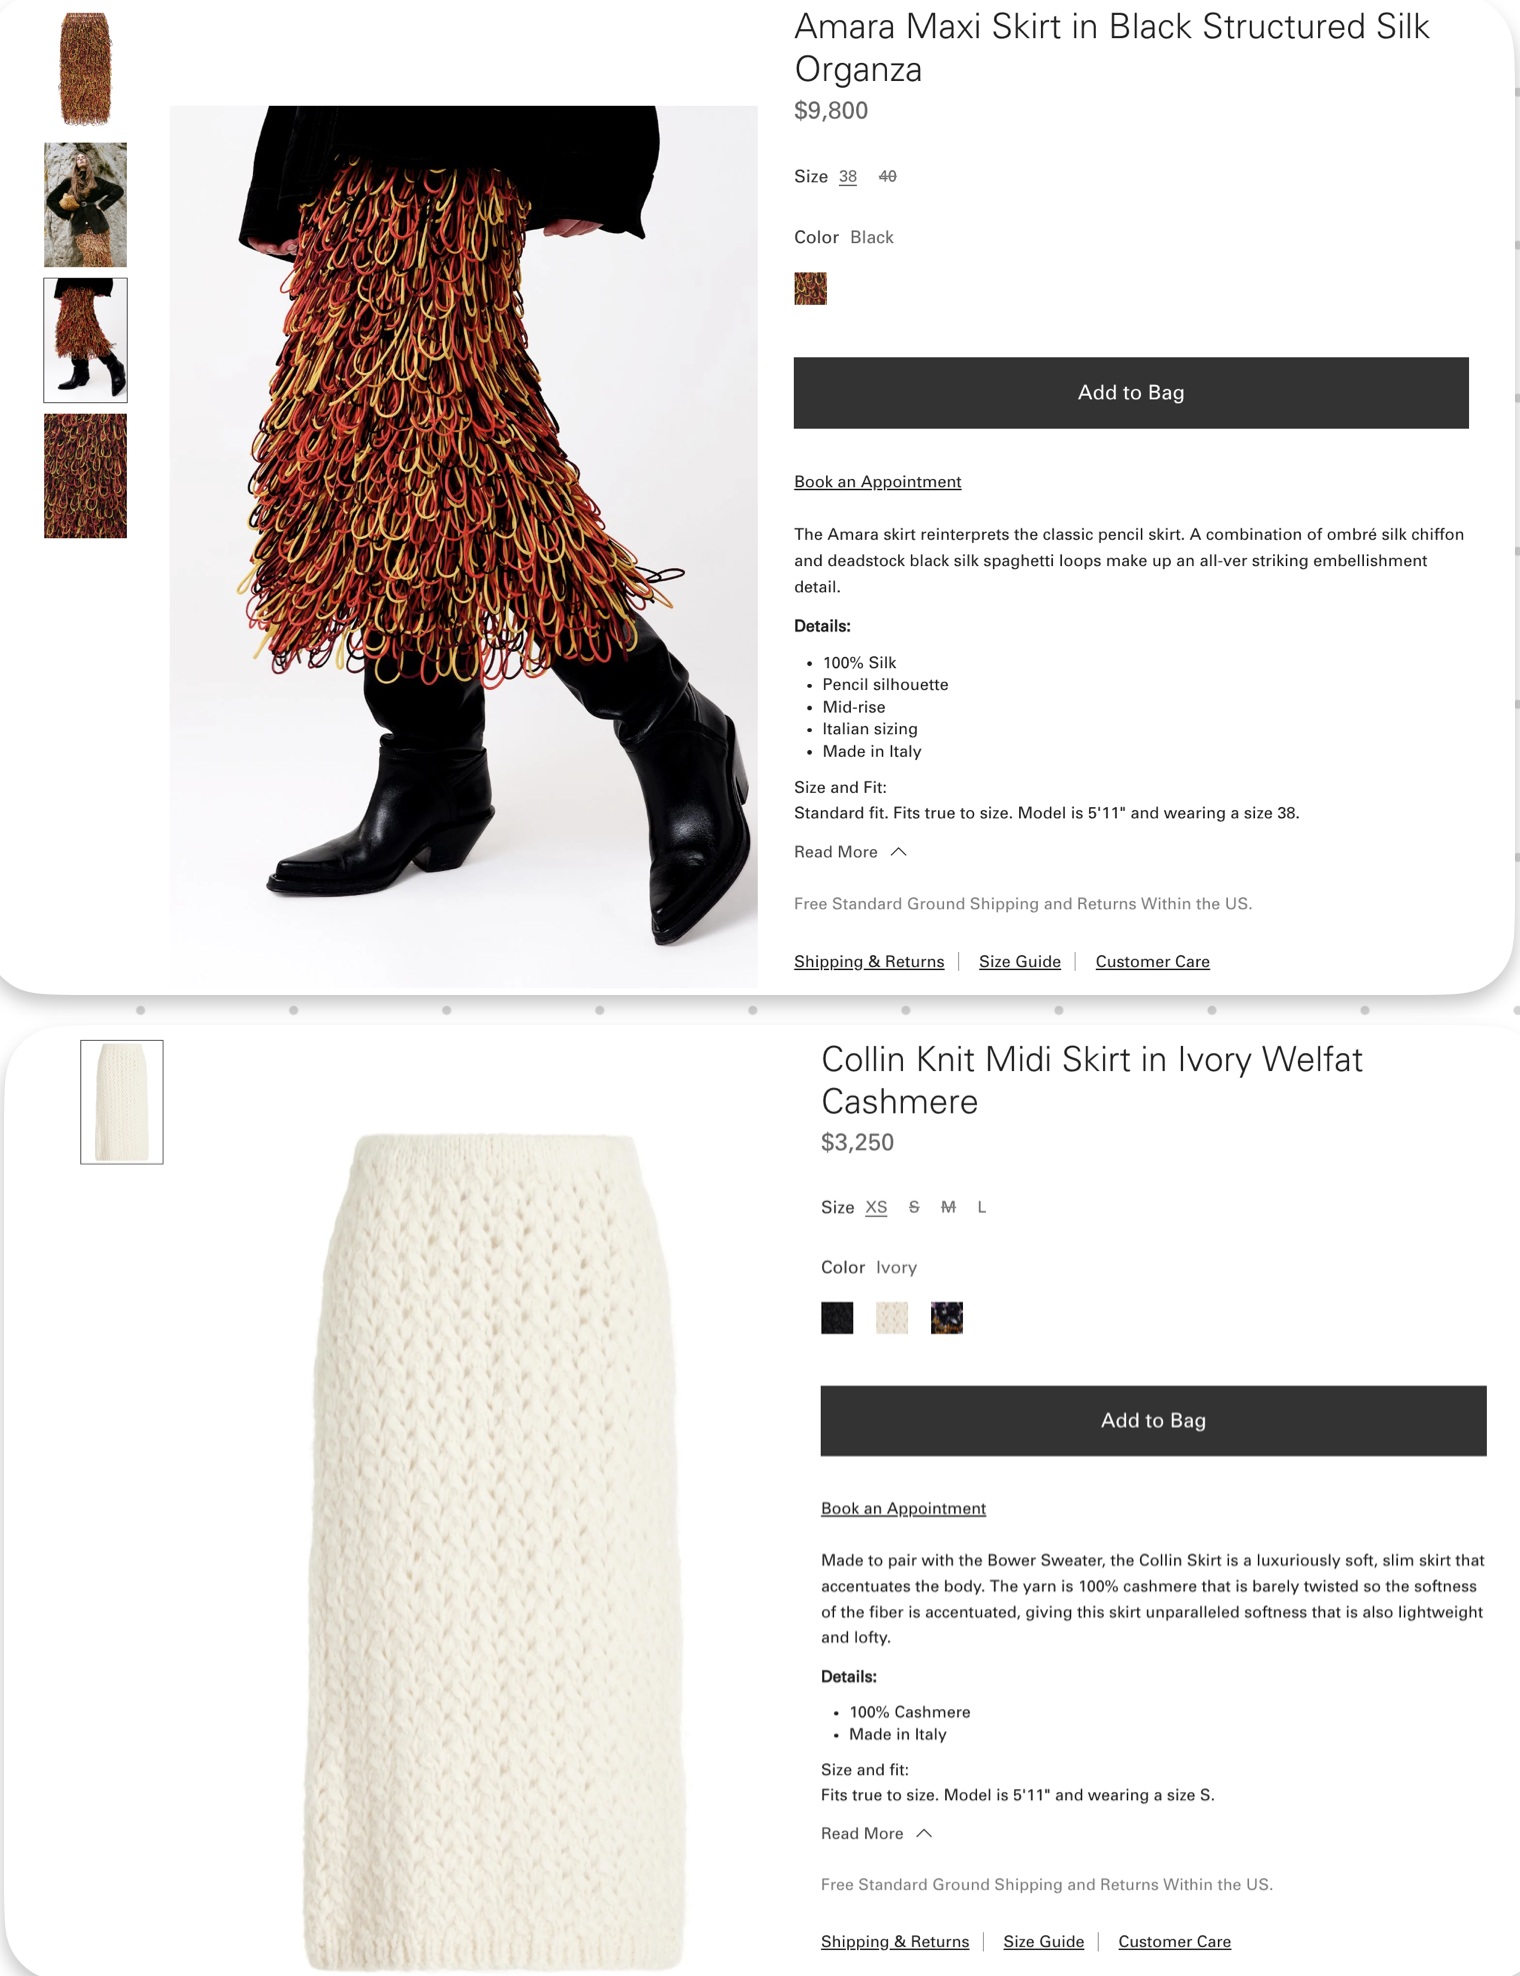 Amara Maxi Skirt in Black Structured Silk
Organza
$9,800
Size 38 40
Color Black
Add to Bag
Book an Appointment
The Amara skirt reinterprets the classic pencil skirt. A combination of ombré silk chiffon
and deadstock black silk spaghetti loops make up an all-ver striking embellishment
detail.
Details:
• 100% Silk
• Pencil silhouette
• Mid-rise
• Italian sizing
• Made in Italy
Size and Fit:
Standard fit. Fits true to size. Model is 5'11" and wearing a size 38.
Read More
Free Standard Ground Shipping and Returns Within the US.
Shipping & Returns Size Guide Customer Care
Collin Knit Midi Skirt in Ivory Welfat
Cashmere
$3,250
Size XS S M L
Color Ivory
Add to Bag
Book an Appointment
Made to pair with the Bower Sweater, the Collin Skirt is a luxuriously soft, slim skirt that
accentuates the body. The yarn is 100% cashmere that is barely twisted so the softness
of the fiber is accentuated, giving this skirt unparalleled softness that is also lightweight
and lofty.
Details:
• 100% Cashmere
• Made in Italy
Size and fit:
Fits true to size. Model is 5'11" and wearing a size S.
Read More
Free Standard Ground Shipping and Returns Within the US.
Shipping & Returns Size Guide Customer Care